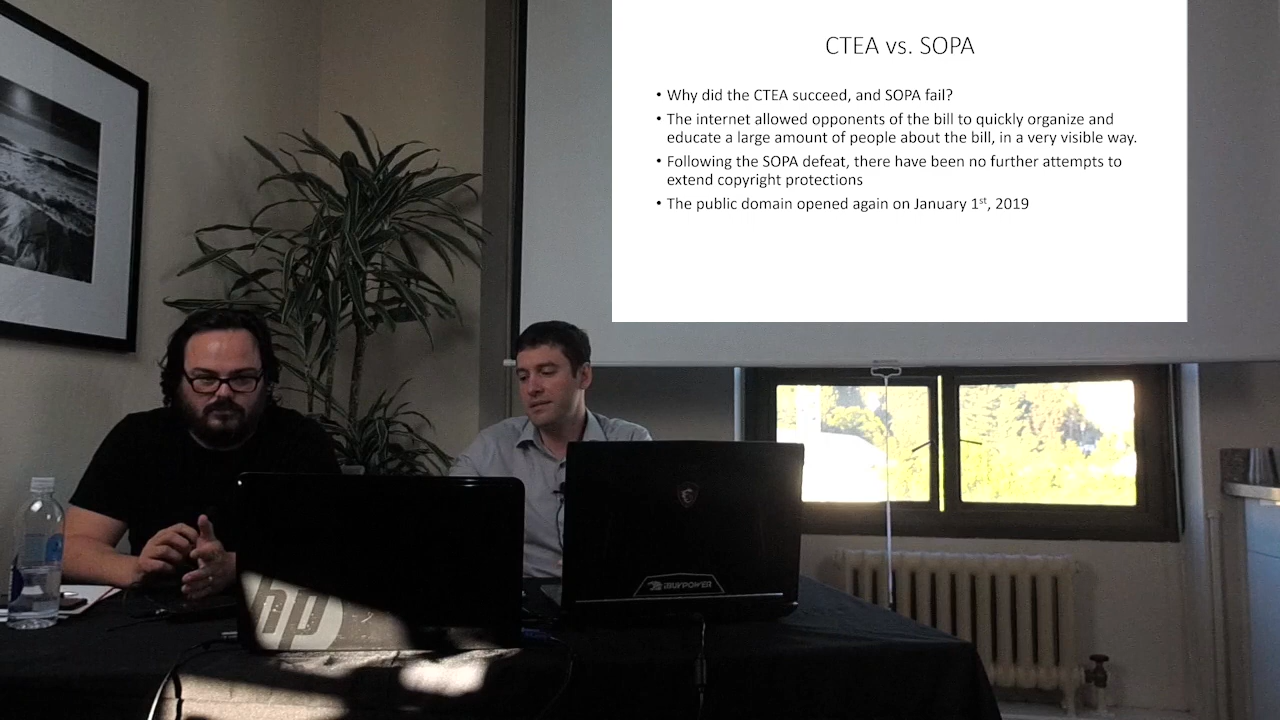 CTEA vs. SOPA
• Why did the CTEA succeed, and SOPA fail?
• The internet allowed opponents of the bill to quickly organize and
educate a large amount of people about the bill, in a very visible way.
• Following the SOPA defeat, there have been no further attempts to
extend copyright protections
• The public domain opened again on January 1st, 2019
hp
iBUYPOWER